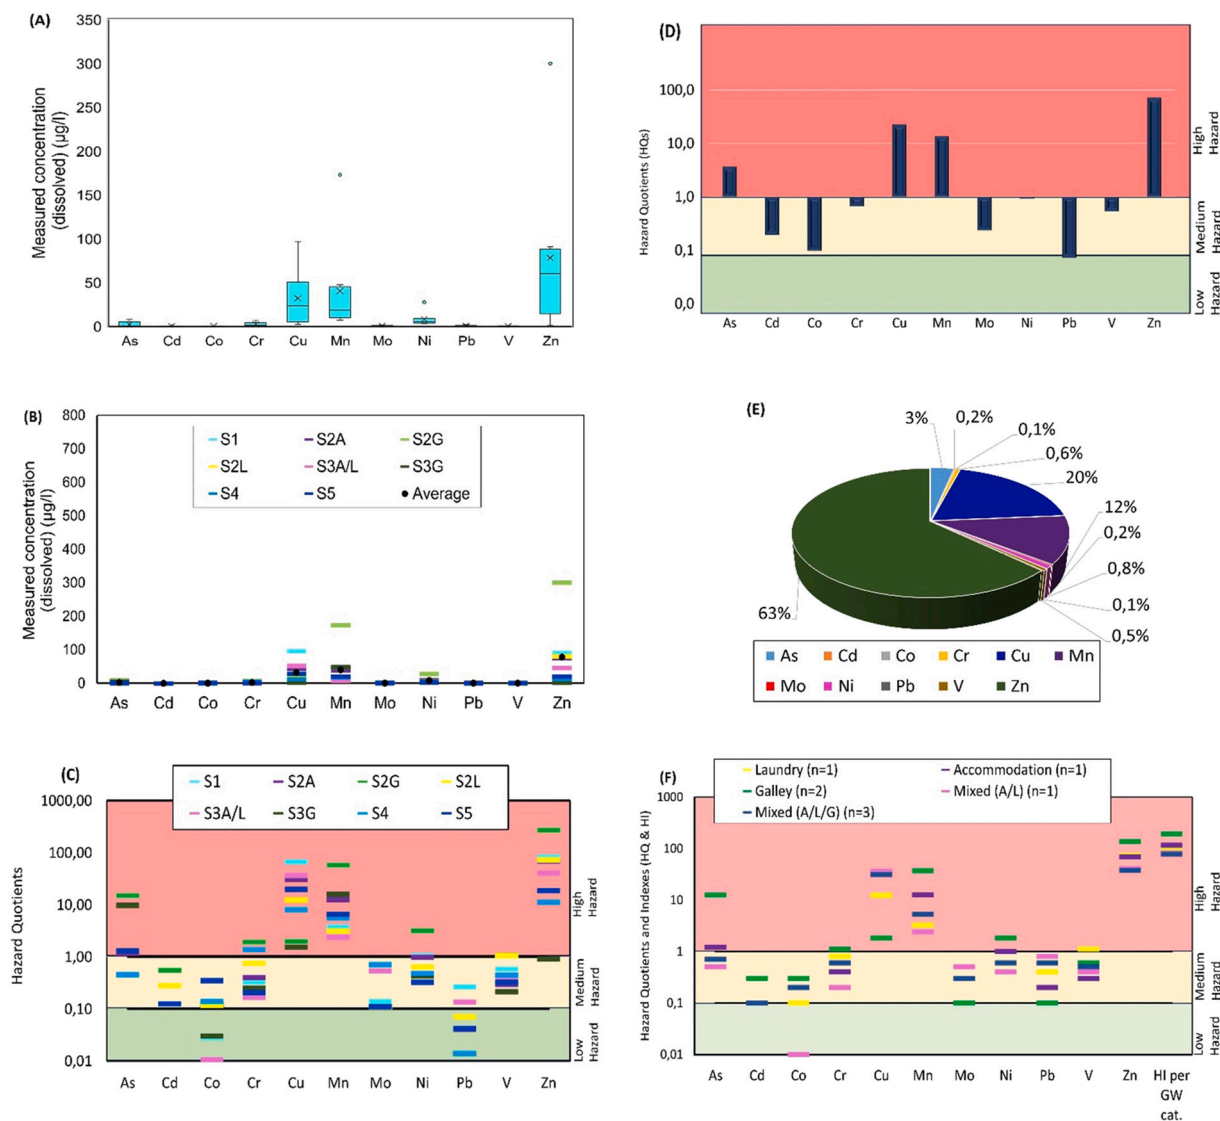 (A)
Measured concentration
(dissolved) (µg/l)
350
300
250
200
150
100
50
0
As Cd Co Cr Cu Mn Mo Ni Pb V Zn
(D)
Hazard Quotients (HQs)
100,0
10,0
1,0
0,1
0,0
High
Hazard
Medium
Hazard
Low
Hazard
As Cd Co Cr Cu Mn Mo Ni Pb V Zn
(B)
Measured concentration
(dissolved) (µg/l)
800
700
600
500
400
300
200
100
0
S1 S2A S2G
S2L S3A/L S3G
S4 S5 Average
As Cd Co Cr Cu Mn Mo Ni Pb V Zn
(E)
3%
0,2%
0,1%
0,6%
20%
12%
0,2%
0,8%
0,1%
0,5%
63%
As Cd Co Cr Cu Mn
Mo Ni Pb V Zn
(C)
S1 S2A S2G S2L
S3A/L S3G S4 S5
Hazard Quotients
1000,00
100,00
10,00
1,00
0,10
0,01
High
Hazard
Medium
Hazard
Low
Hazard
As Cd Co Cr Cu Mn Mo Ni Pb V Zn
(F)
Laundry (n=1) Accommodation (n=1)
Galley (n=2) Mixed (A/L) (n=1)
Mixed (A/L/G) (n=3)
Hazard Quotients and Indexes (HQ & HI)
1000
100
10
1
0,1
0,01
High
Hazard
Medium
Hazard
Low
Hazard
As Cd Co Cr Cu Mn Mo Ni Pb V Zn HI per
GW
cat.